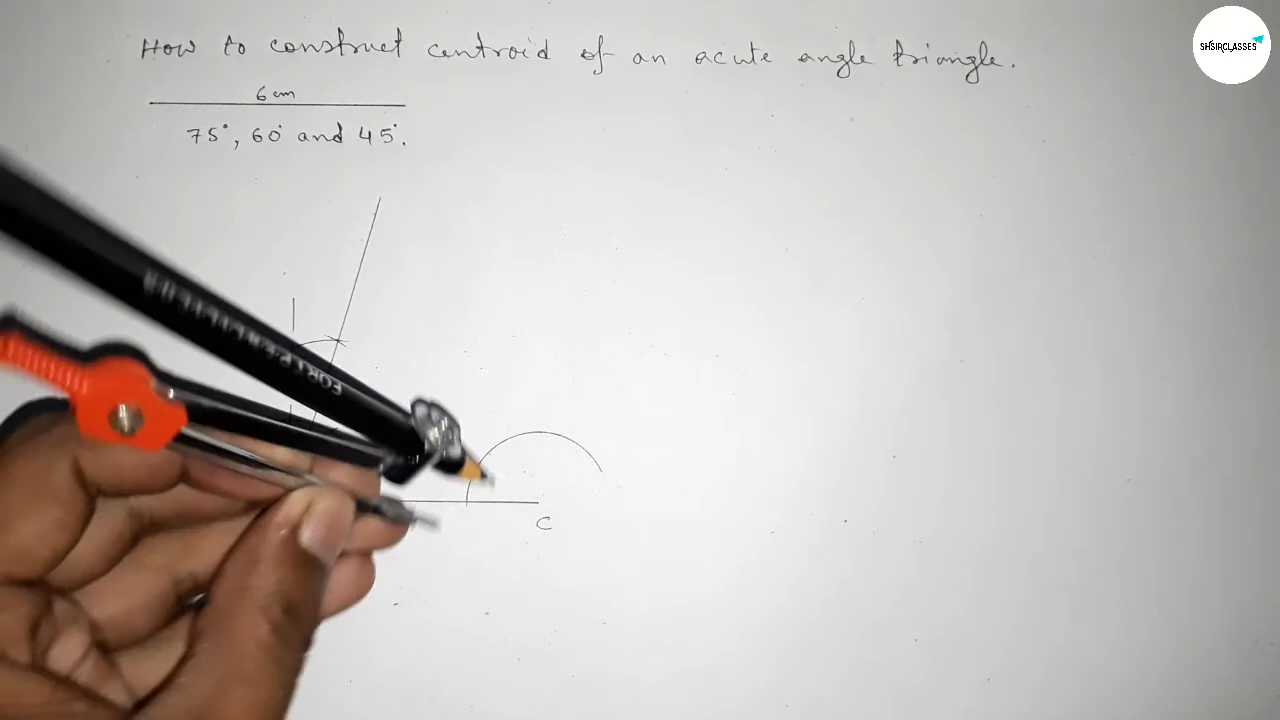 How to construct centroid of an acute angle triangle.
6 cm
75°, 60° and 45°.
C
SHSIRCLASSES